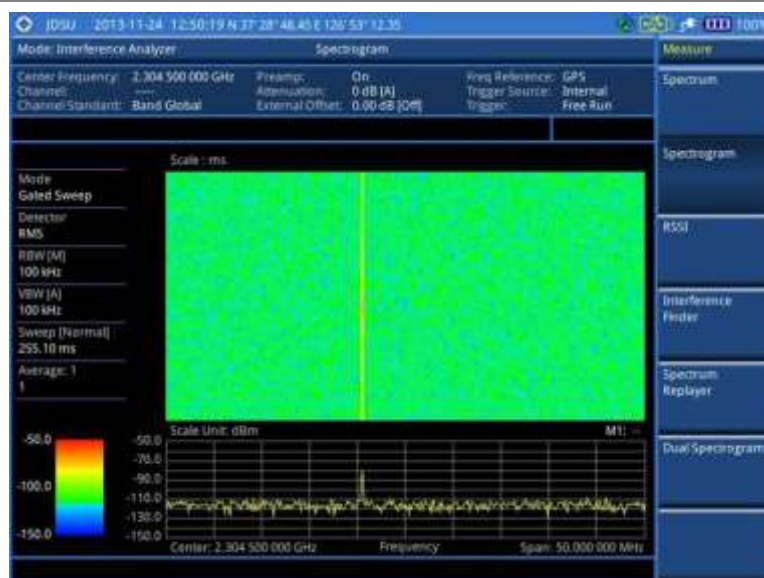 JDSU 2013-11-24 12:50:19 N 37° 28' 48.45 E 126° 53' 12.35 100%
Mode: Interference Analyzer Spectrogram Measure
Center Frequency: 2.304 500 000 GHz Preamp: On Freq Reference: GPS
Channel: ---- Attenuation: 0 dB [A] Trigger Source: Internal
Channel Standard: Band Global External Offset: 0.00 dB [Off] Trigger: Free Run
Spectrum
Spectrogram
RSSI
Interference
Finder
Spectrum
Replayer
Dual Spectrogram
Scale : ms
Mode
Gated Sweep
Detector
RMS
RBW [M]
100 kHz
VBW [A]
100 kHz
Sweep [Normal]
255.10 ms
Average: 1
1
Scale Unit: dBm M1: --
-50.0
-100.0
-150.0
-50.0
-70.0
-90.0
-110.0
-130.0
-150.0
Center: 2.304 500 000 GHz Frequency Span: 50.000 000 MHz